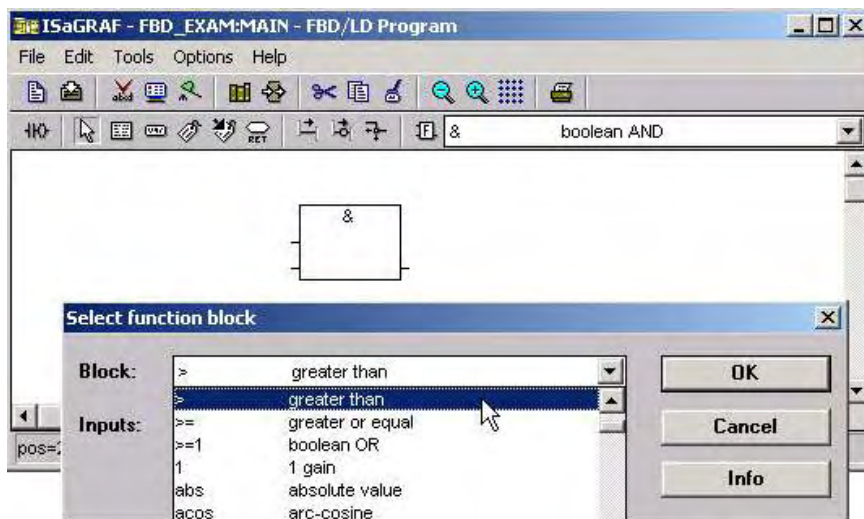 ISaGRAF - FBD_EXAM:MAIN - FBD/LD Program
File Edit Tools Options Help
& boolean AND
&
Select function block
Block: > greater than OK
> greater than
Inputs: >= greater or equal Cancel
>=1 boolean OR
1 1 gain Info
abs absolute value
acos arc-cosine